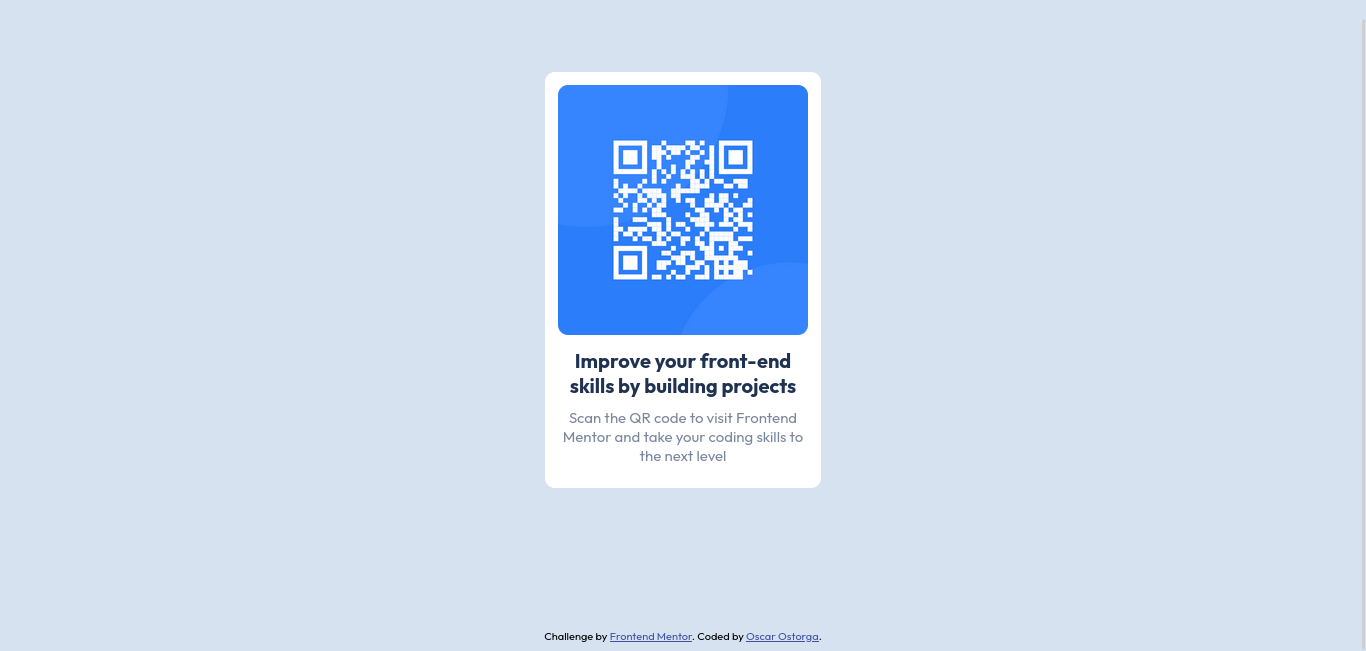 Improve your front-end
skills by building projects
Scan the QR code to visit Frontend
Mentor and take your coding skills to
the next level
Challenge by Frontend Mentor. Coded by Oscar Ostorga.